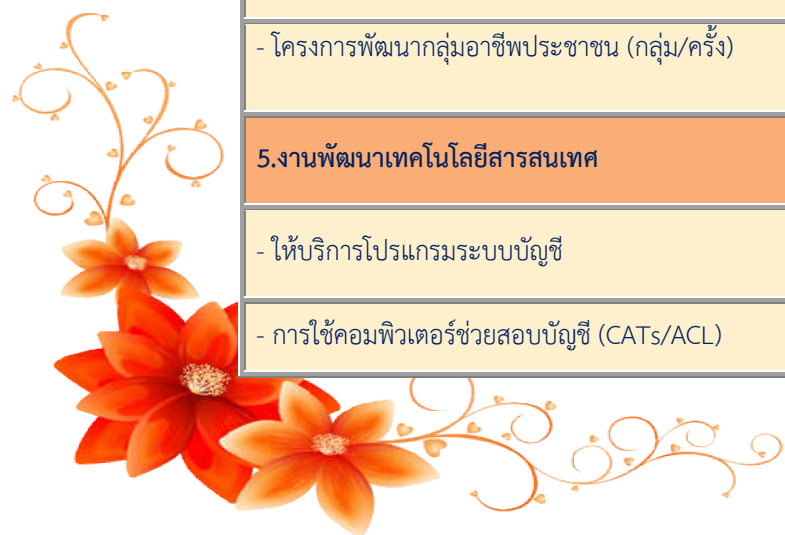 - โครงการพัฒนากลุ่มอาชีพประชาชน (กลุ่ม/ครั้ง)
5.งานพัฒนาเทคโนโลยีสารสนเทศ
- ให้บริการโปรแกรมระบบบัญชี
- การใช้คอมพิวเตอร์ช่วยสอบบัญชี (CATs/ACL)